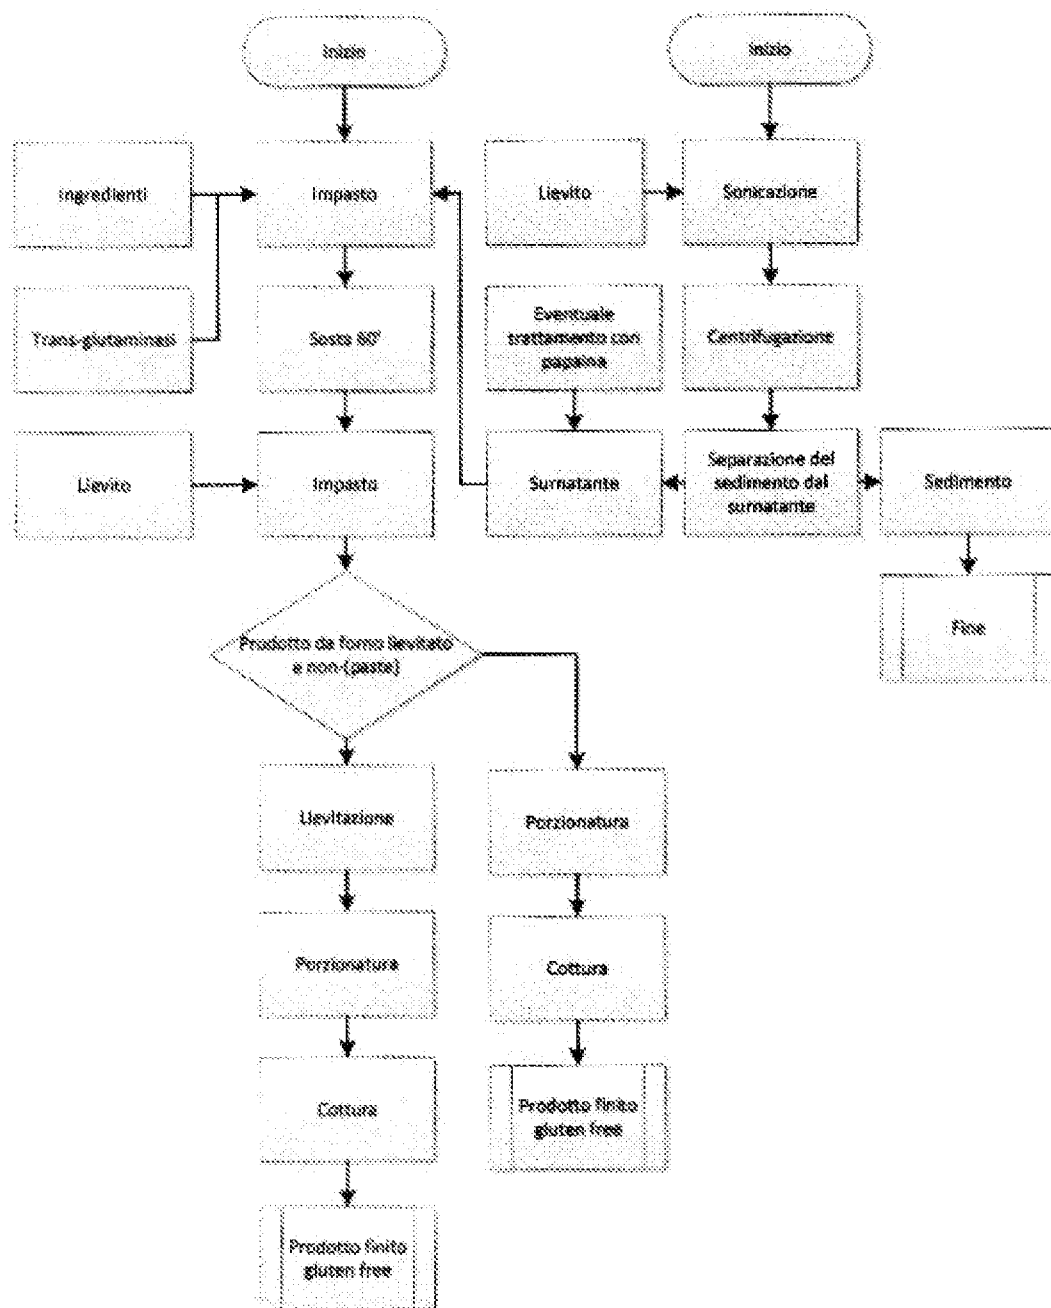 Inizio
Inizio
Ingredienti
Impasto
Lievito
Sonicazione
Trans-glutaminasi
Sosta 60'
Eventuale
trattamento con
papaina
Centrifugazione
Lievito
Impasto
Surnatante
Separazione del
sedimento dal
surnatante
Sedimento
Fine
Prodotto da forno lievitato
e non-(paste)
Lievitazione
Porzionatura
Porzionatura
Cottura
Cottura
Prodotto finito
gluten free
Prodotto finito
gluten free